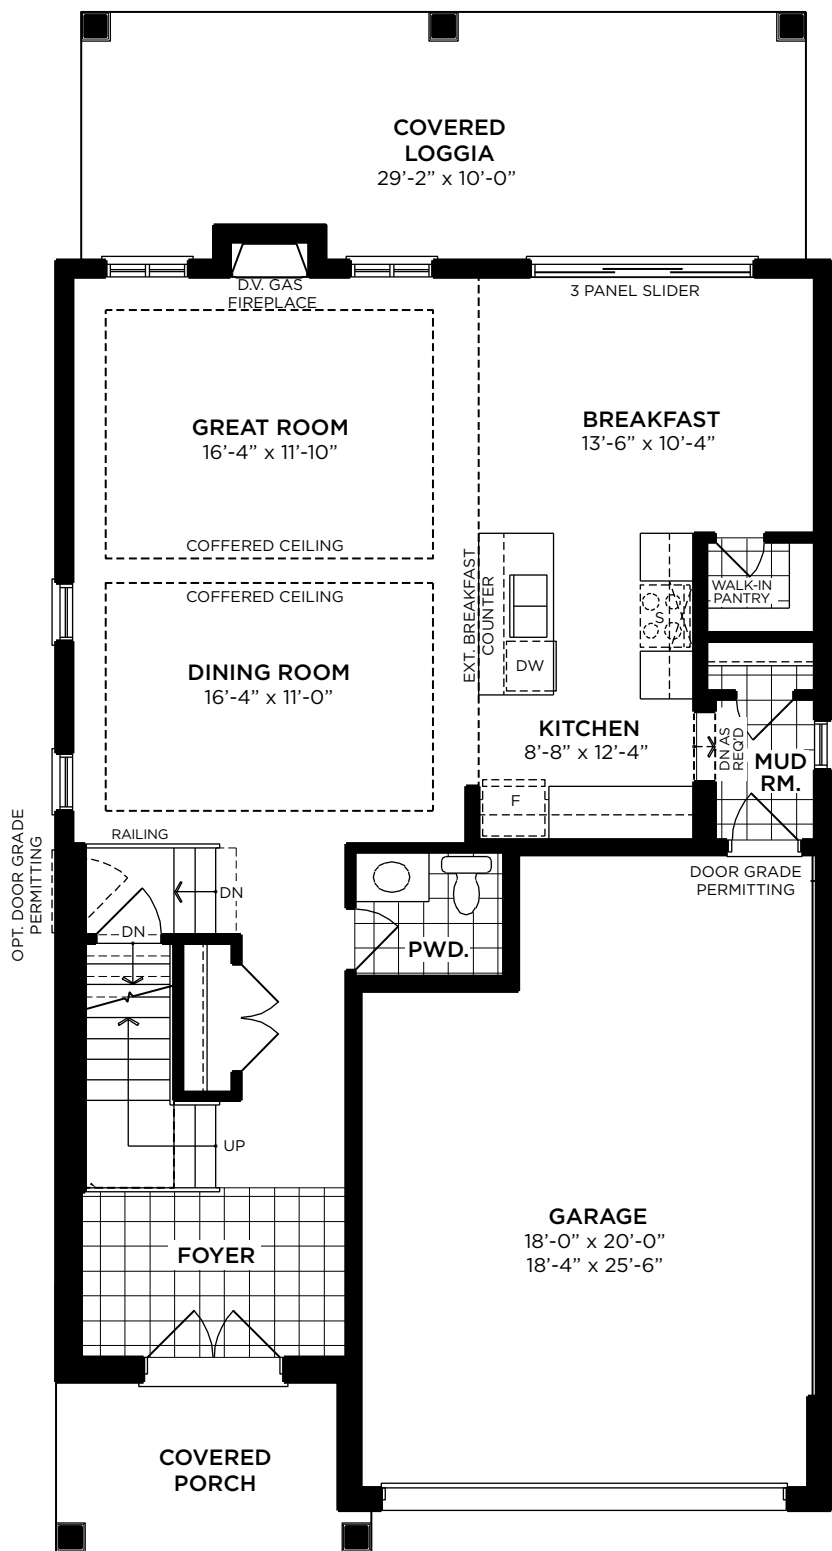 COVERED
LOGGIA
29’-2” x 10’-0”
D.V. GAS
FIREPLACE
3 PANEL SLIDER
GREAT ROOM
16’-4” x 11’-10”
BREAKFAST
13’-6” x 10’-4”
COFFERED CEILING
COFFERED CEILING
EXT. BREAKFAST
COUNTER
WALK-IN
PANTRY
S
DW
DINING ROOM
16’-4” x 11’-0”
KITCHEN
8’-8” x 12’-4”
DN AS
REQ'D
MUD
RM.
F
RAILING
OPT. DOOR GRADE
PERMITTING
DN
DN
DOOR GRADE
PERMITTING
PWD.
UP
FOYER
GARAGE
18’-0” x 20’-0”
18’-4” x 25’-6”
COVERED
PORCH